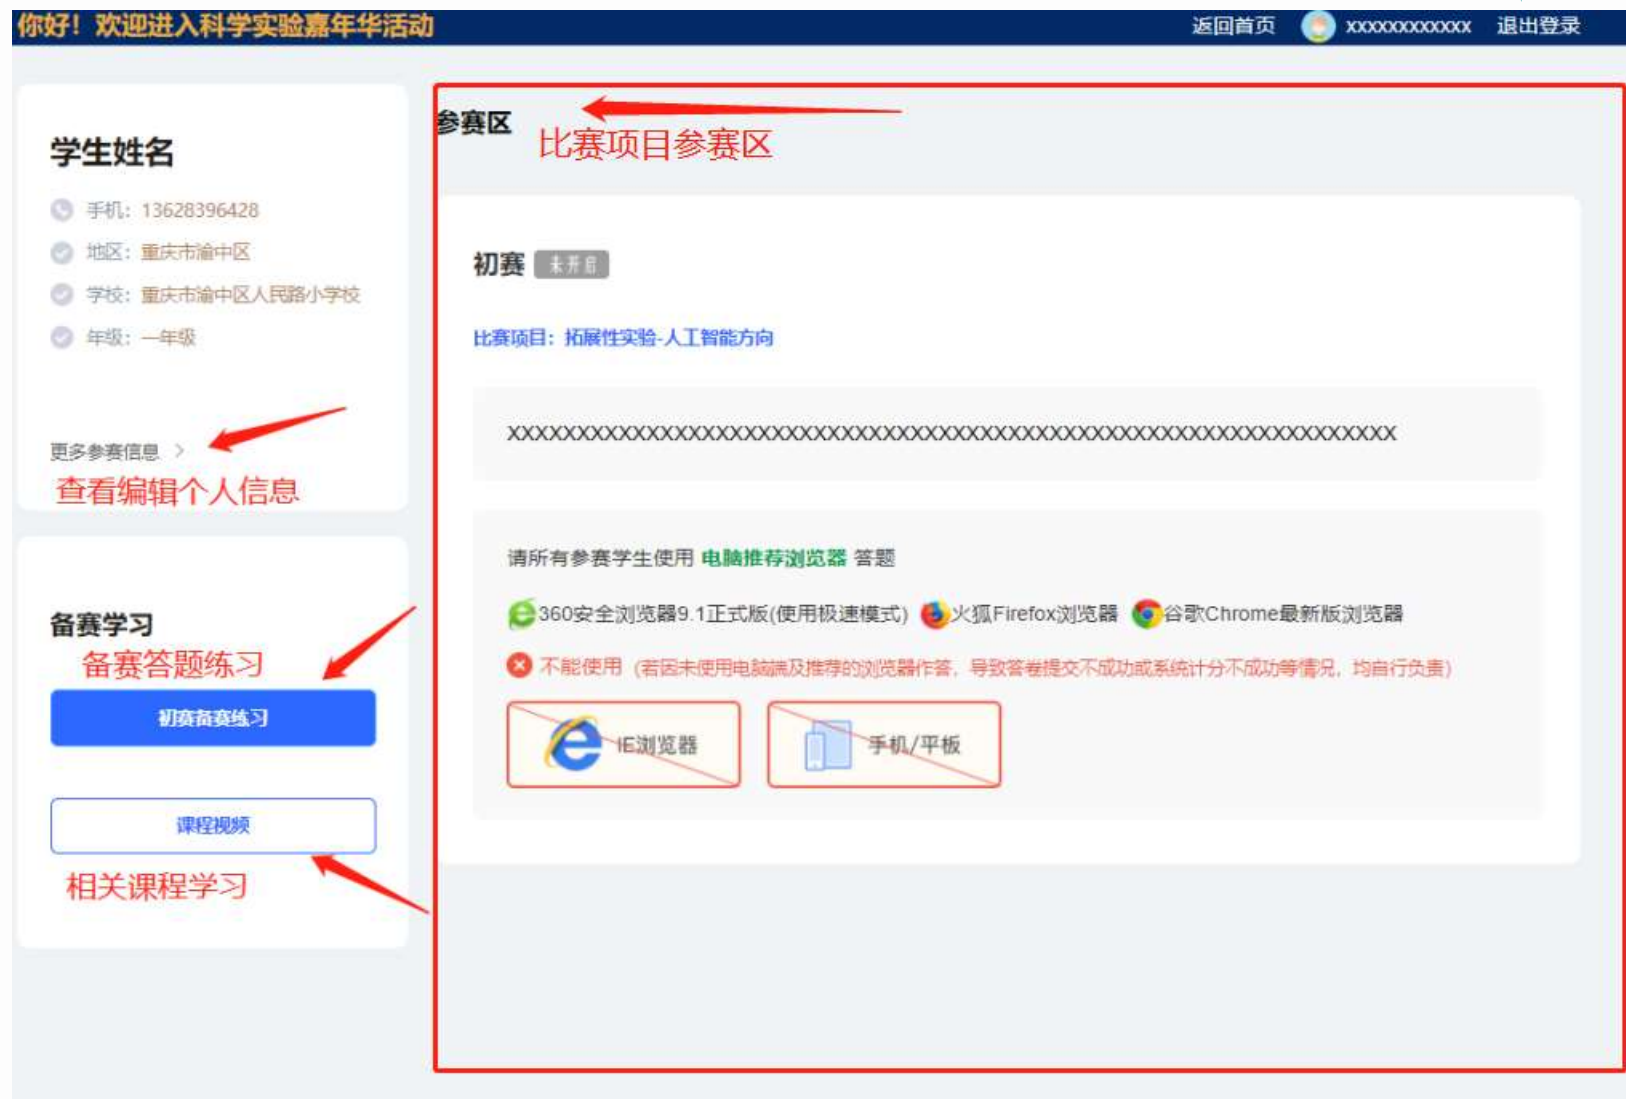 你好！欢迎进入科学实验嘉年华活动
返回首页 xxxxxxxxxxxx 退出登录
学生姓名
手机：13628396428
地区：重庆市渝中区
学校：重庆市渝中区人民路小学校
年级：一年级
更多参赛信息 >
查看编辑个人信息
备赛学习
备赛答题练习
初赛备赛练习
课程视频
相关课程学习
参赛区
比赛项目参赛区
初赛 未开启
比赛项目：拓展性实验-人工智能方向
XXXXXXXXXXXXXXXXXXXXXXXXXXXXXXXXXXXXXXXXXXXXXXXXXXXXXXXXXXXXXXXX
请所有参赛学生使用 电脑推荐浏览器 答题
360安全浏览器9.1正式版(使用极速模式) 火狐Firefox浏览器 谷歌Chrome最新版浏览器
不能使用（若因未使用电脑端及推荐的浏览器作答，导致答卷提交不成功或系统计分不成功等情况，均自行负责）
IE浏览器 手机/平板